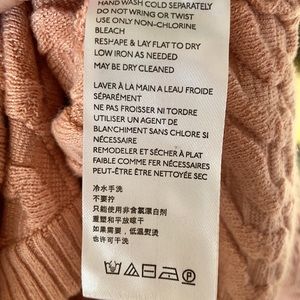 HAND WASH COLD SEPARATELY
DO NOT WRING OR TWIST
USE ONLY NON-CHLORINE
BLEACH
RESHAPE & LAY FLAT TO DRY
LOW IRON AS NEEDED
MAY BE DRY CLEANED
LAVER À LA MAIN A L'EAU FROIDE
SÉPARÉMENT
NE PAS FROISSER NI TORDRE
UTILISER UN AGENT DE
BLANCHIMENT SANS CHLORE SI
NÉCESSAIRE
REMODELER ET SÉCHER À PLAT
FAIBLE COMME FER NÉCESSAIRES
PEUT-ÊTRE ÊTRE NETTOYÉE SEC
冷水手洗
不要拧
只能使用非含氯漂白剂
重塑和平放晾干
如果需要，低温熨烫
也许可干洗